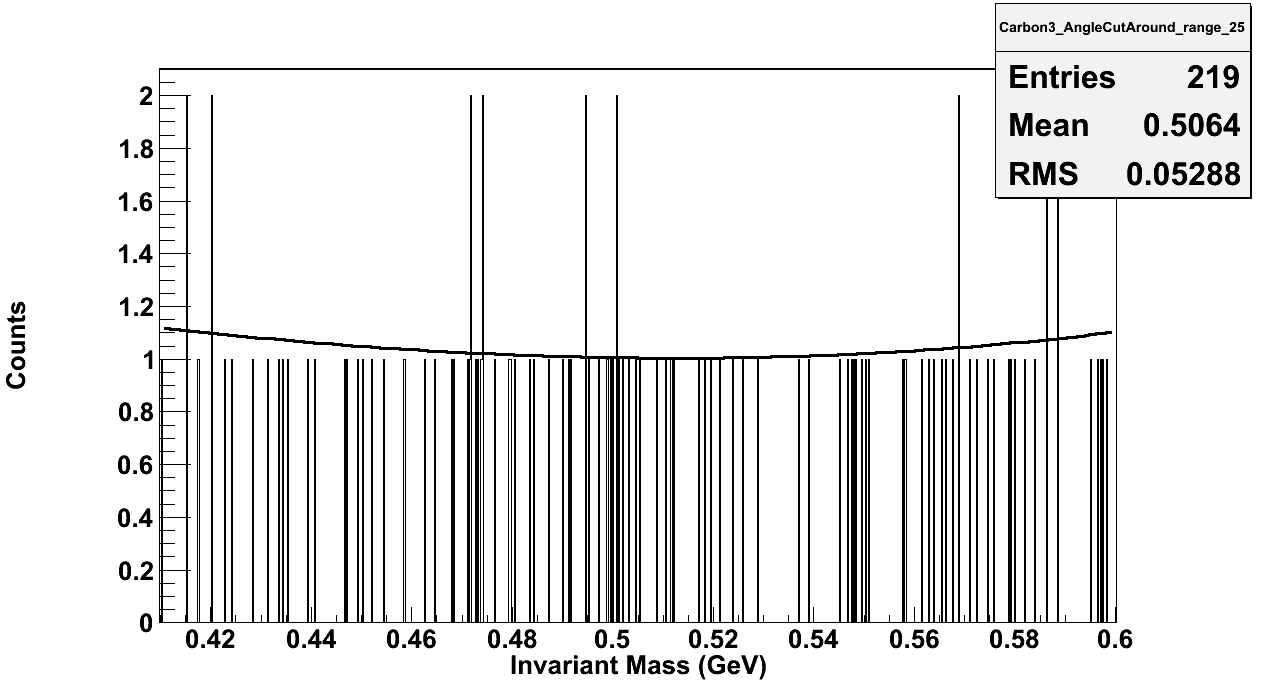 Carbon3_AngleCutAround_range_25
Entries 219
Mean 0.5064
RMS 0.05288
Counts
2
1.8
1.6
1.4
1.2
1
0.8
0.6
0.4
0.2
0
0.42 0.44 0.46 0.48 0.5 0.52 0.54 0.56 0.58 0.6
Invariant Mass (GeV)